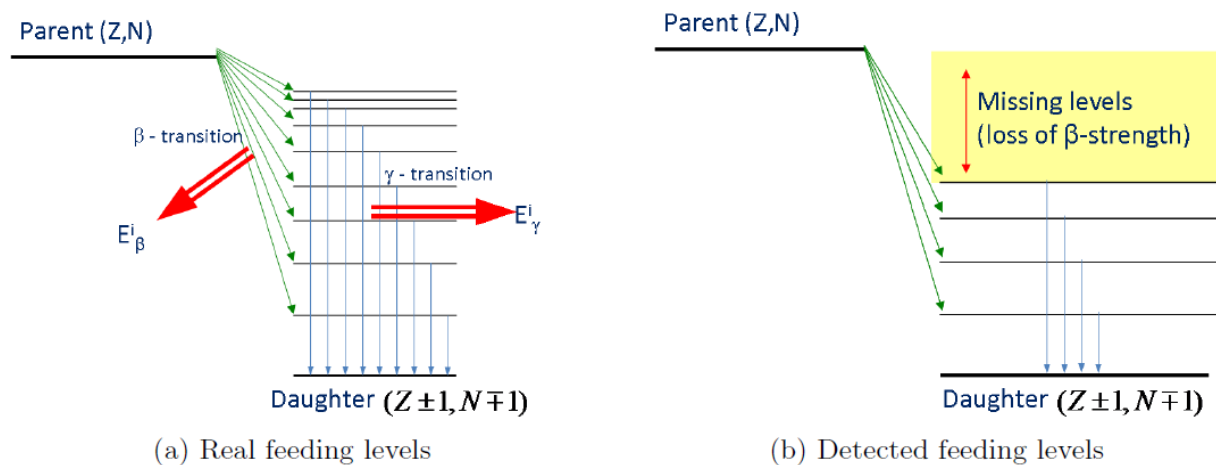 Parent (Z,N)
β - transition
γ - transition
E^i_β
E^i_γ
Daughter (Z ± 1, N ∓ 1)
(a) Real feeding levels
Parent (Z,N)
Missing levels
(loss of β-strength)
Daughter (Z ± 1, N ∓ 1)
(b) Detected feeding levels